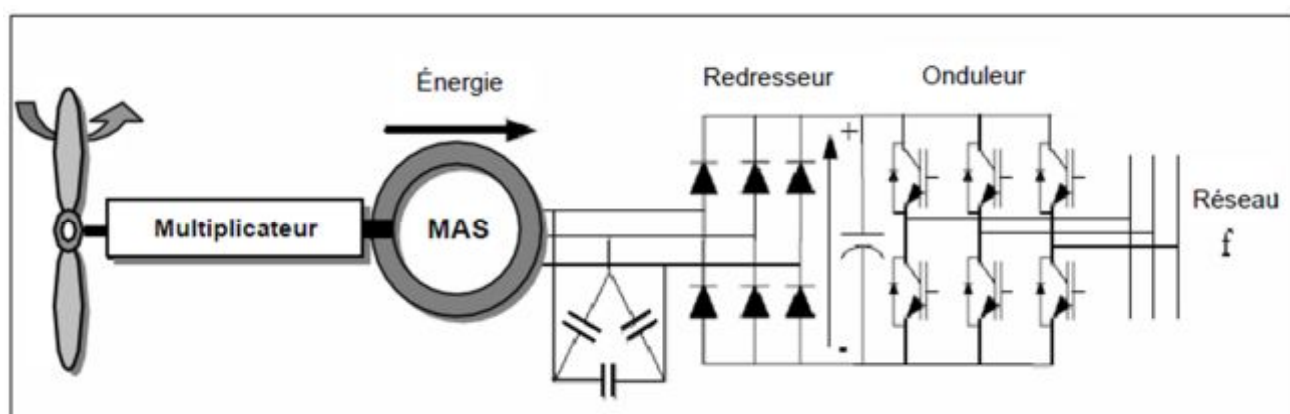 Énergie
Redresseur
Onduleur
Multiplicateur
MAS
+
-
Réseau
f